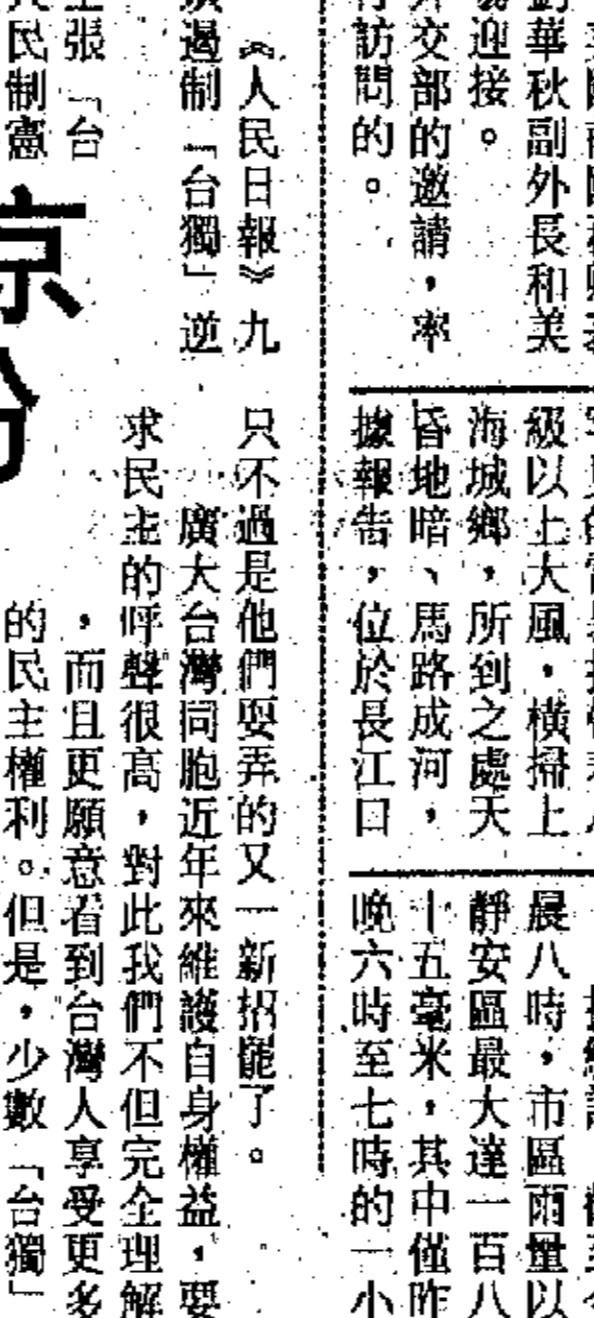 華秋副外長和美
迎接。
交部的邀請，率
訪問的。
級以上大風，橫掃上
海城鄉，所到之處天
昏地暗、馬路成河，
據報告，位於長江口
晨八時，市區雨量以
靜安區最大達一百八
十五毫米，其中僅昨
晚六時至七時的一小
《人民日報》九
遏制「台獨」逆
張「台
民制憲
只不過是他們耍弄的又一新招罷了。
廣大台灣同胞近年來維護自身權益，要
求民主的呼聲很高，對此我們不但完全理解
，而且更願意看到台灣人享受更多
的民主權利。但是，少數「台獨」